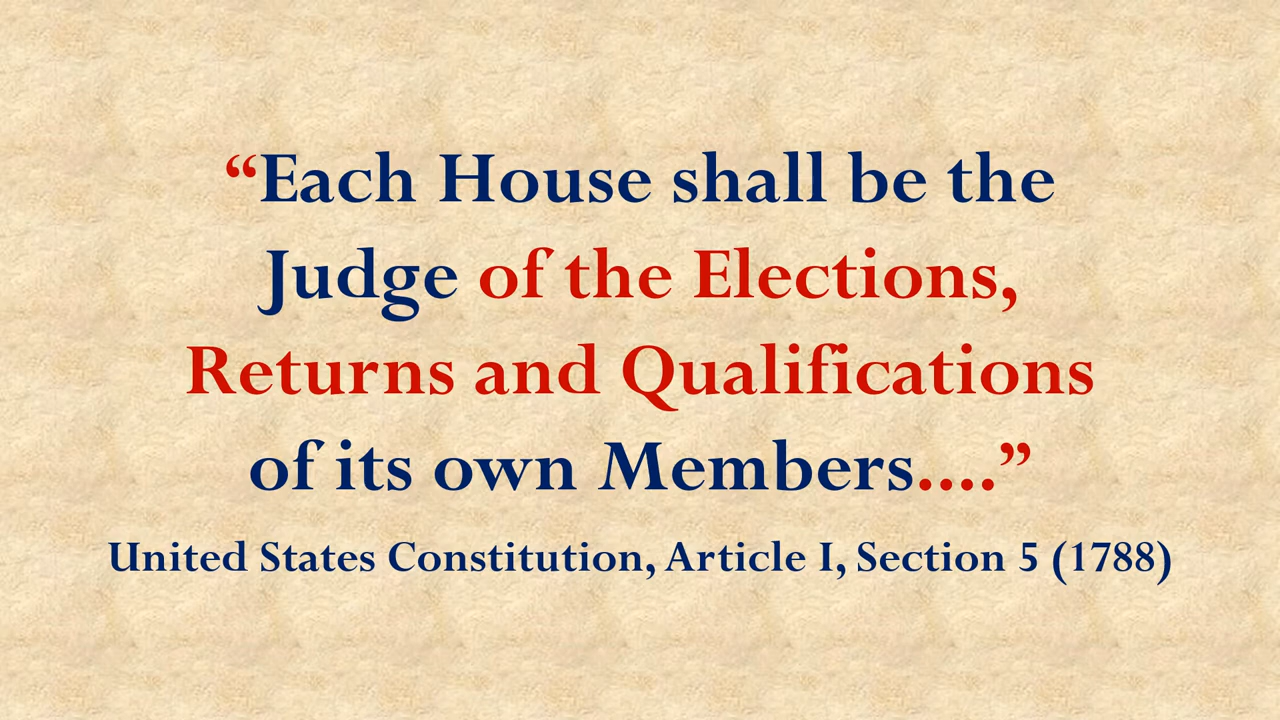 “Each House shall be the
Judge of the Elections,
Returns and Qualifications
of its own Members....”
United States Constitution, Article I, Section 5 (1788)